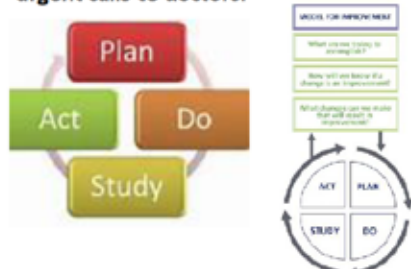 urgent calls to doctors.
Plan
Act
Do
Study
MODEL FOR IMPROVEMENT
What are we trying to
accomplish?
How will we know if a
change is an improvement?
What changes can we make
that will result in
improvement?
ACT
PLAN
STUDY
DO